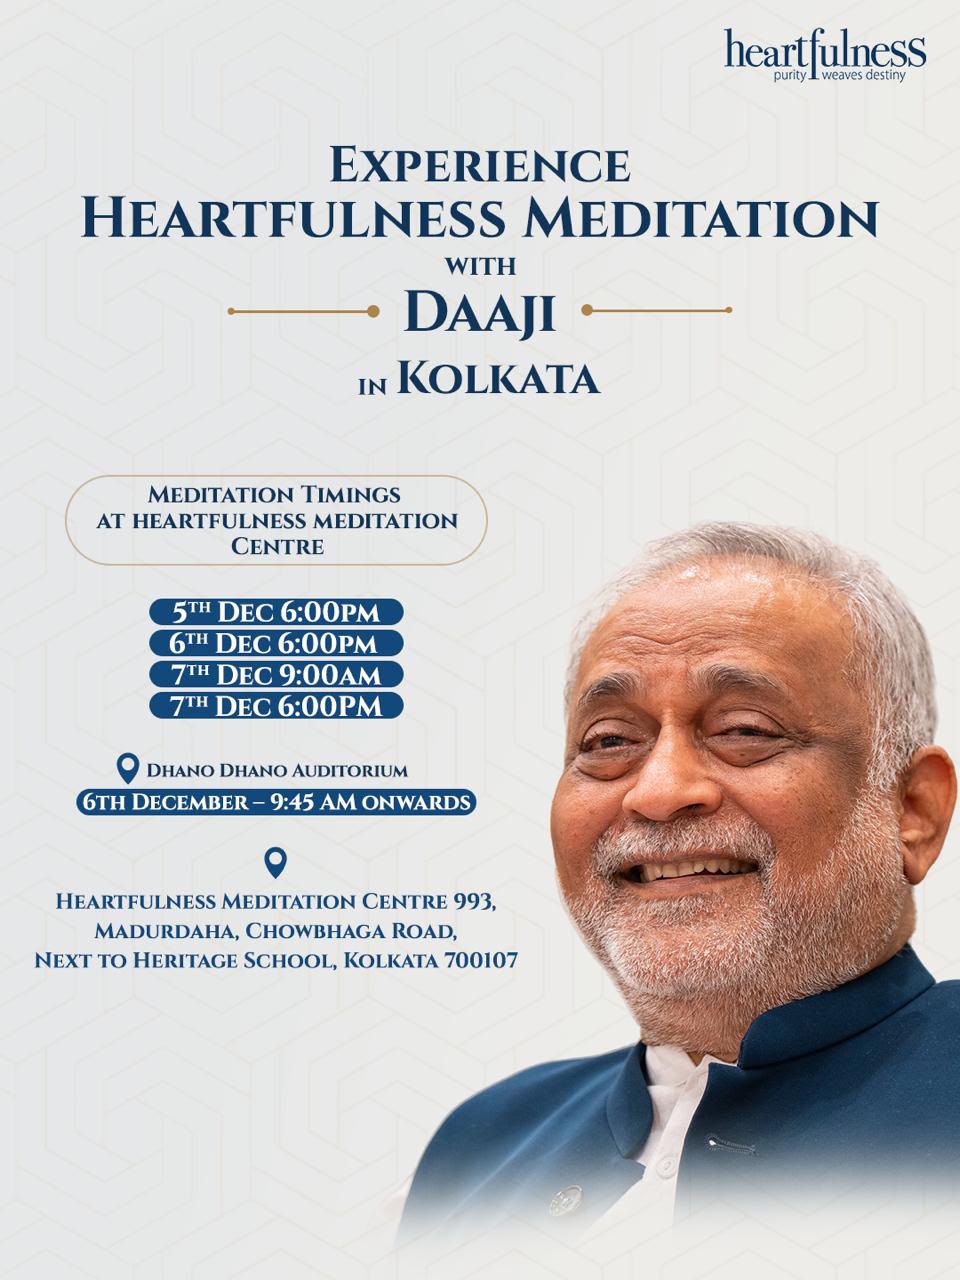 heartfulness
purity weaves destiny
Experience
Heartfulness Meditation
with
Daaji
in Kolkata
Meditation Timings
at heartfulness meditation
Centre
5th Dec 6:00pm
6th Dec 6:00pm
7th Dec 9:00am
7th Dec 6:00pm
Dhano Dhano Auditorium
6th December – 9:45 AM onwards
Heartfulness Meditation Centre 993,
Madurdaha, Chowbhaga Road,
Next to Heritage School, Kolkata 700107